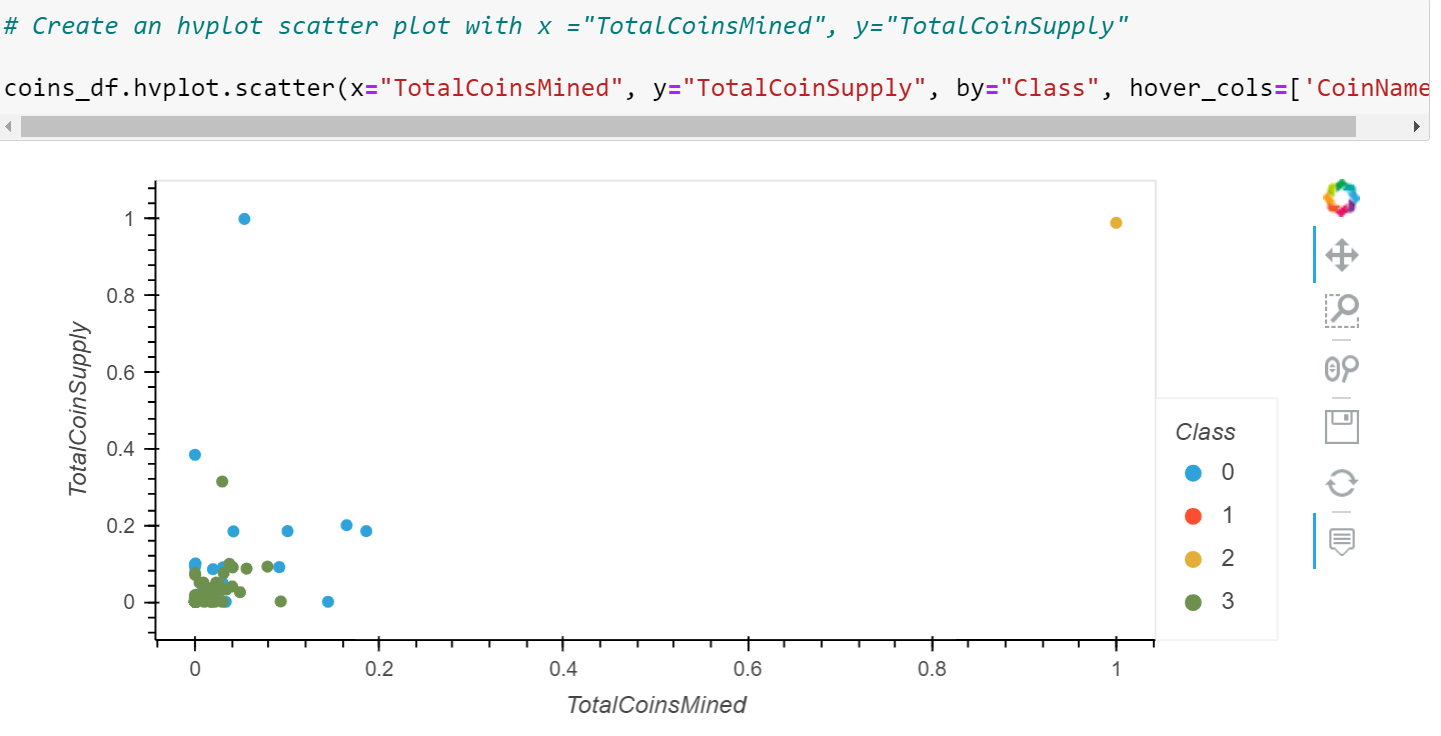 # Create an hvplot scatter plot with x ="TotalCoinsMined", y="TotalCoinSupply"
coins_df.hvplot.scatter(x="TotalCoinsMined", y="TotalCoinSupply", by="Class", hover_cols=['CoinName
1
0.8
0.6
0.4
0.2
0
TotalCoinSupply
Class
0
1
2
3
0 0.2 0.4 0.6 0.8 1
TotalCoinsMined